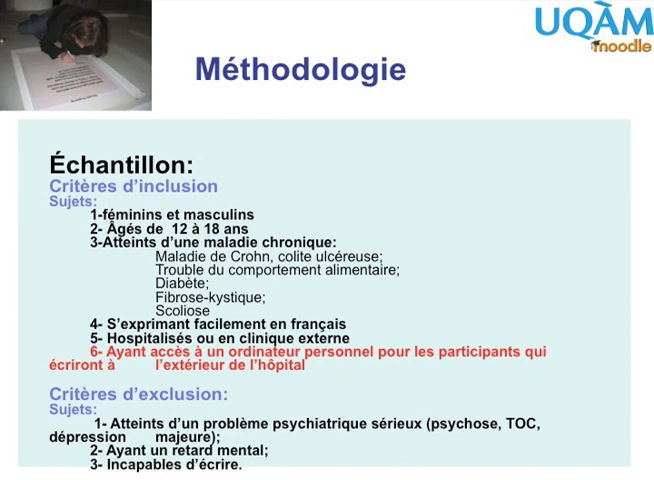 UQÀM
moodle
Méthodologie
Échantillon:
Critères d’inclusion
Sujets:
1-féminins et masculins
2- Âgés de 12 à 18 ans
3-Atteints d’une maladie chronique:
Maladie de Crohn, colite ulcéreuse;
Trouble du comportement alimentaire;
Diabète;
Fibrose-kystique;
Scoliose
4- S’exprimant facilement en français
5- Hospitalisés ou en clinique externe
6- Ayant accès à un ordinateur personnel pour les participants qui
écriront à l’extérieur de l’hôpital
Critères d’exclusion:
Sujets:
1- Atteints d’un problème psychiatrique sérieux (psychose, TOC,
dépression majeure);
2- Ayant un retard mental;
3- Incapables d’écrire.